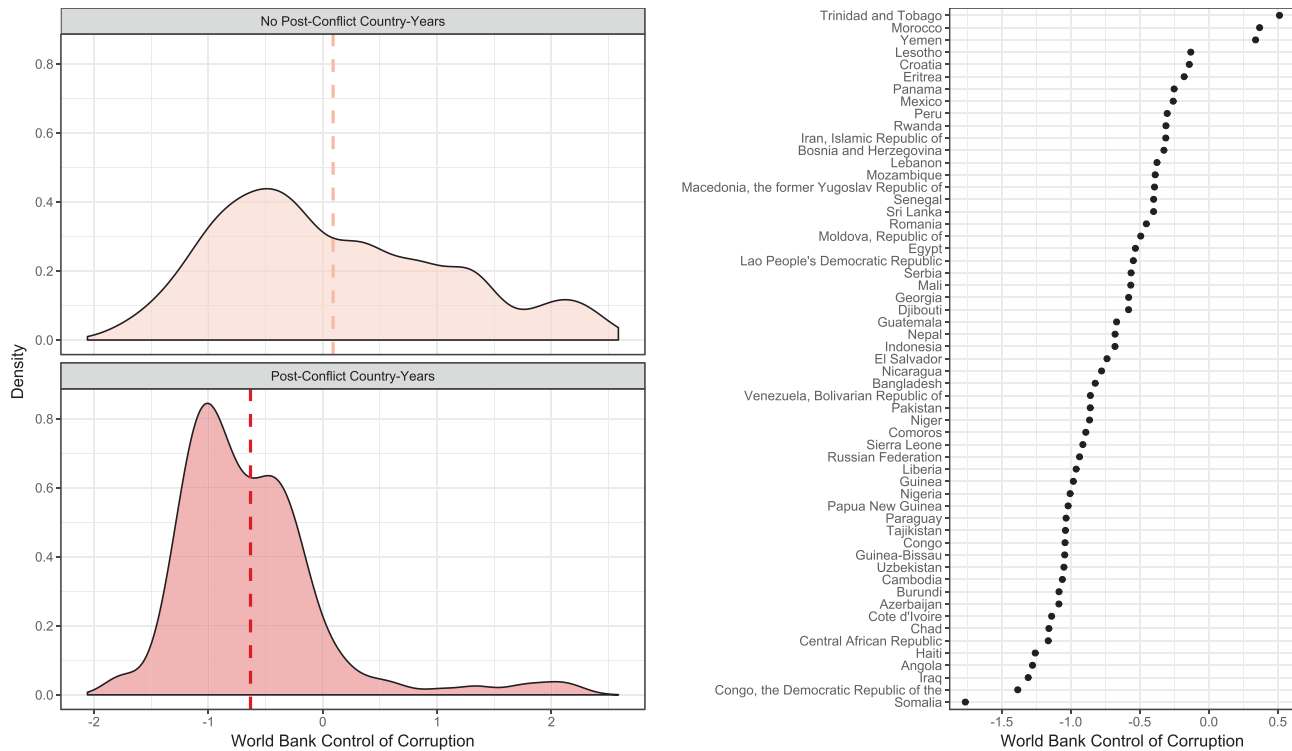 No Post-Conflict Country-Years
0.8
0.6
0.4
0.2
0.0
Density
Post-Conflict Country-Years
0.8
0.6
0.4
0.2
0.0
-2
-1
0
1
2
World Bank Control of Corruption
Trinidad and Tobago
Morocco
Yemen
Lesotho
Croatia
Eritrea
Panama
Mexico
Peru
Rwanda
Iran, Islamic Republic of
Bosnia and Herzegovina
Lebanon
Mozambique
Macedonia, the former Yugoslav Republic of
Senegal
Sri Lanka
Romania
Moldova, Republic of
Egypt
Lao People's Democratic Republic
Serbia
Mali
Georgia
Djibouti
Guatemala
Nepal
Indonesia
El Salvador
Nicaragua
Bangladesh
Venezuela, Bolivarian Republic of
Pakistan
Niger
Comoros
Sierra Leone
Russian Federation
Liberia
Guinea
Nigeria
Papua New Guinea
Paraguay
Tajikistan
Congo
Guinea-Bissau
Uzbekistan
Cambodia
Burundi
Azerbaijan
Cote d'Ivoire
Chad
Central African Republic
Haiti
Angola
Iraq
Congo, the Democratic Republic of the
Somalia
-1.5
-1.0
-0.5
0.0
0.5
World Bank Control of Corruption